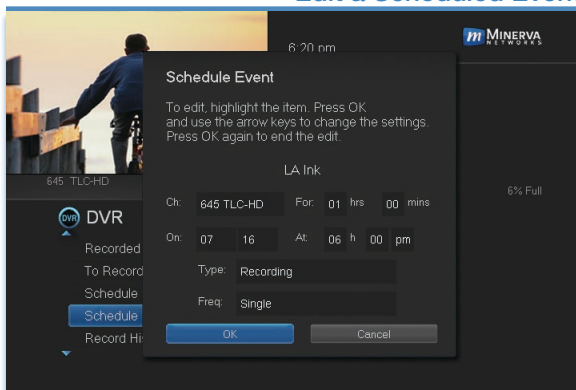 6:20 pm
MINERVA
NETWORKS
Schedule Event
To edit, highlight the item. Press OK
and use the arrow keys to change the settings.
Press OK again to end the edit.
LA Ink
645 TLC-HD
6% Full
Ch: 645 TLC-HD For: 01 hrs 00 mins
DVR DVR
On: 07 16 At: 06 h 00 pm
Recorded
To Record
Type: Recording
Schedule
Freq: Single
Schedule
OK Cancel
Record Hi